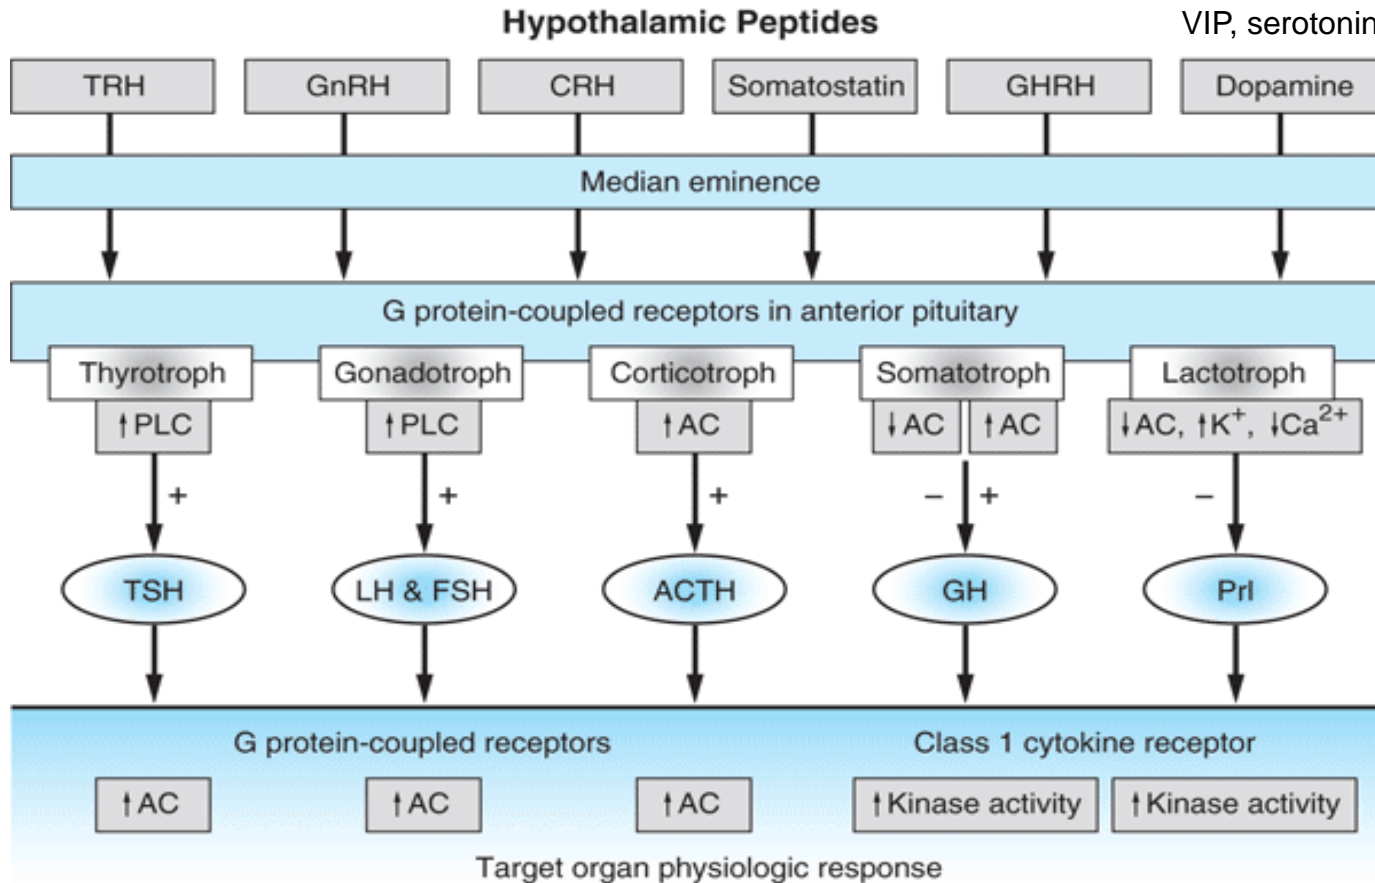 Hypothalamic Peptides
VIP, serotonin
TRH
GnRH
CRH
Somatostatin
GHRH
Dopamine
Median eminence
G protein-coupled receptors in anterior pituitary
Thyrotroph
Gonadotroph
Corticotroph
Somatotroph
Lactotroph
↑PLC
↑PLC
↑AC
↓AC
↑AC
↓AC, ↑K⁺, ↓Ca²⁺
+
+
+
– +
–
TSH
LH & FSH
ACTH
GH
Prl
G protein-coupled receptors
Class 1 cytokine receptor
↑AC
↑AC
↑AC
↑Kinase activity
↑Kinase activity
Target organ physiologic response